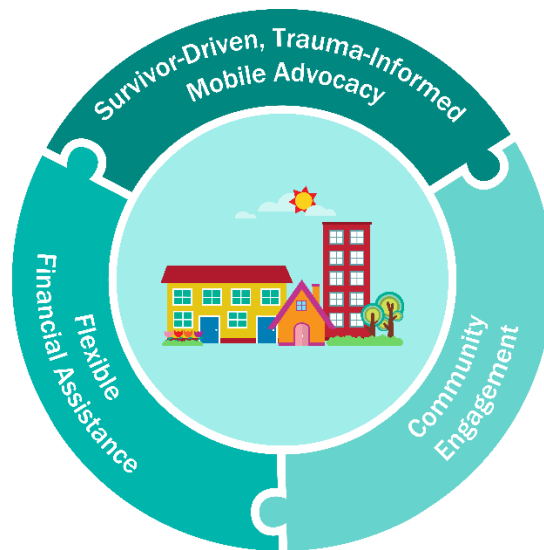 Survivor-Driven, Trauma-Informed
Mobile Advocacy
Flexible
Financial Assistance
Community
Engagement